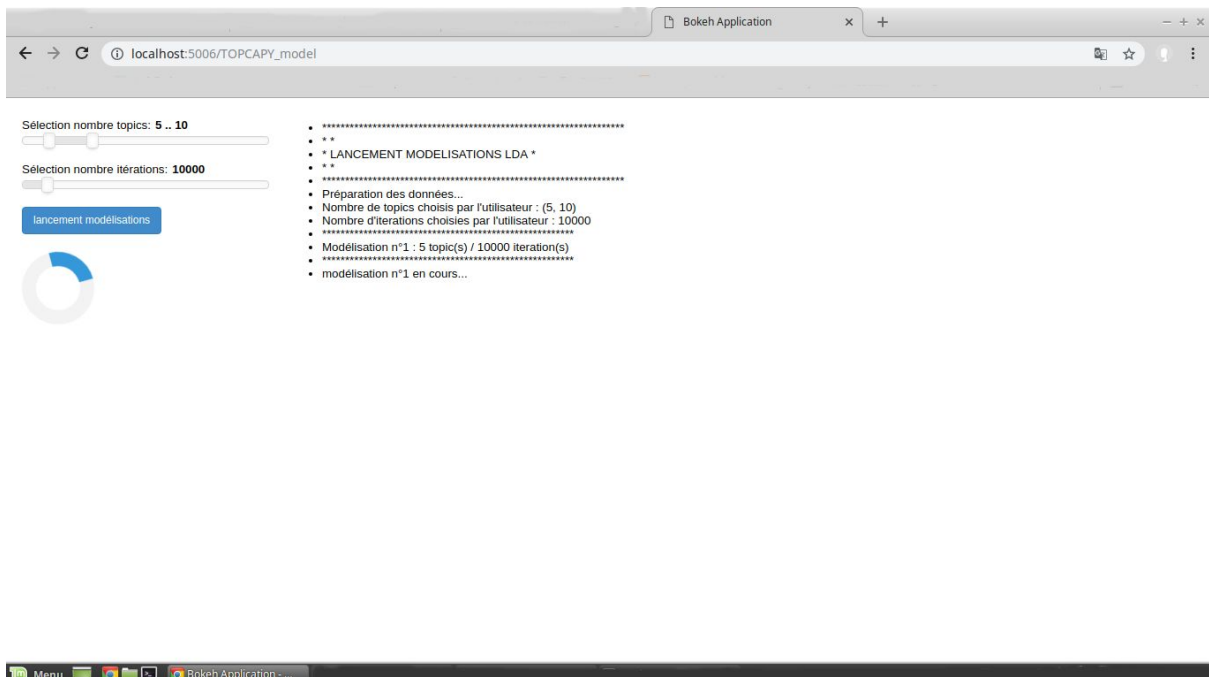 Bokeh Application
localhost:5006/TOPCAPY_model
Sélection nombre topics: 5 .. 10
Sélection nombre itérations: 10000
lancement modélisations
******************************************************************
* *
* LANCEMENT MODELISATIONS LDA *
* *
******************************************************************
Préparation des données...
Nombre de topics choisis par l'utilisateur : (5, 10)
Nombre d'iterations choisies par l'utilisateur : 10000
*******************************************************
Modélisation n°1 : 5 topic(s) / 10000 iteration(s)
*******************************************************
modélisation n°1 en cours...
Menu
Bokeh Application - ...